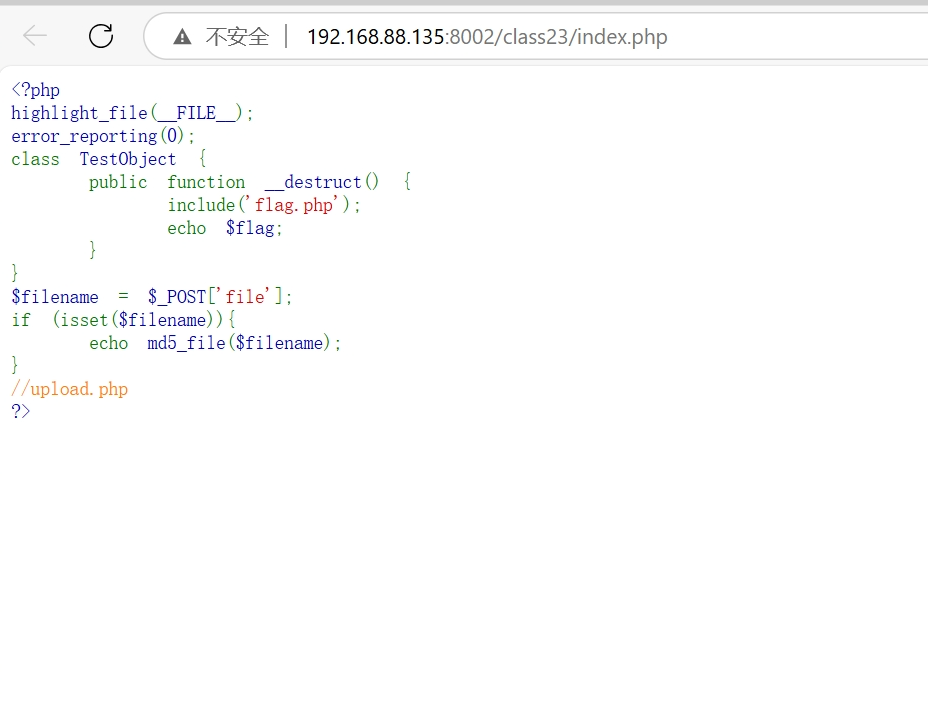 不安全 | 192.168.88.135:8002/class23/index.php
<?php
highlight_file(__FILE__);
error_reporting(0);
class  TestObject  {
        public  function  __destruct()  {
                include('flag.php');
                echo  $flag;
        }
}
$filename  =  $_POST['file'];
if  (isset($filename)){
        echo  md5_file($filename);
}
//upload.php
?>